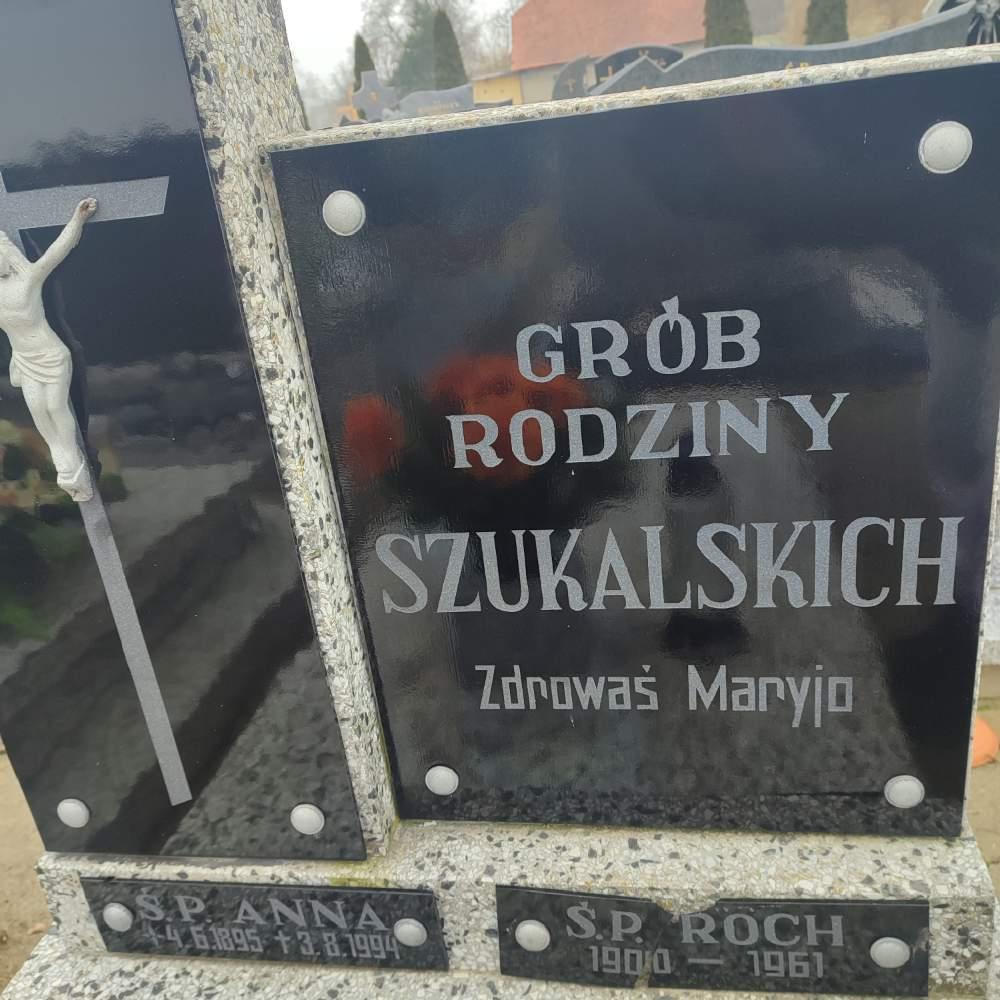 GRÓB
RODZINY
SZUKALSKICH
Zdrowaś Maryjo
Ś.P. ANNA
* 4.6.1895 † 3.8.1994
Ś.P. ROCH
1900 — 1961